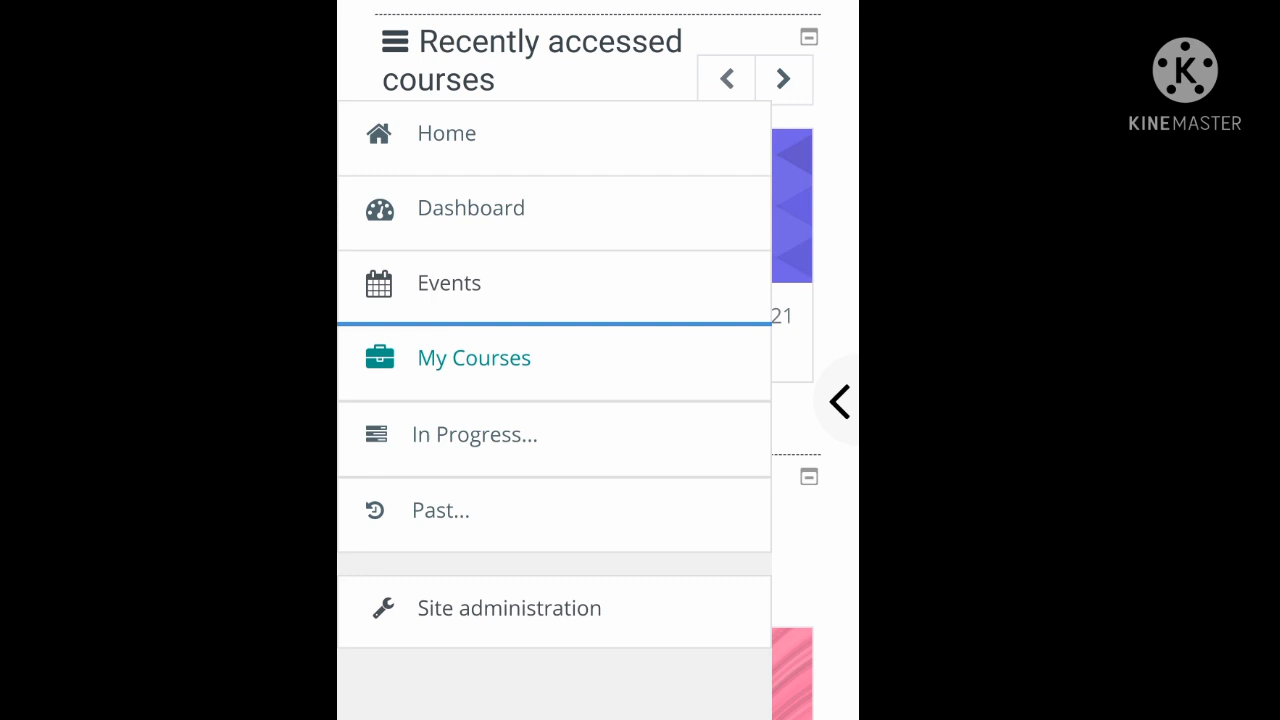 Recently accessed
courses
Home
Dashboard
Events
21
My Courses
In Progress...
Past...
Site administration
KINEMASTER